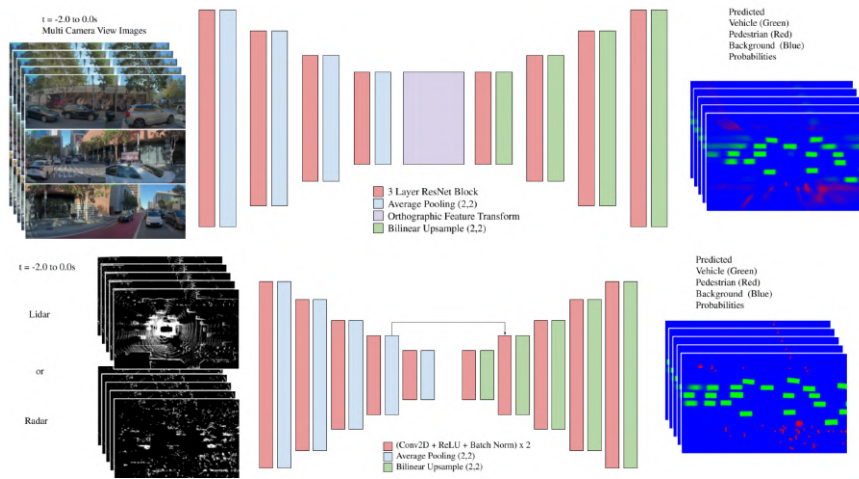 t = -2.0 to 0.0s
Multi Camera View Images
Predicted
Vehicle (Green)
Pedestrian (Red)
Background (Blue)
Probabilities
3 Layer ResNet Block
Average Pooling (2,2)
Orthographic Feature Transform
Bilinear Upsample (2,2)
t = -2.0 to 0.0s
Lidar
or
Radar
Predicted
Vehicle (Green)
Pedestrian (Red)
Background (Blue)
Probabilities
(Conv2D + ReLU + Batch Norm) x 2
Average Pooling (2,2)
Bilinear Upsample (2,2)